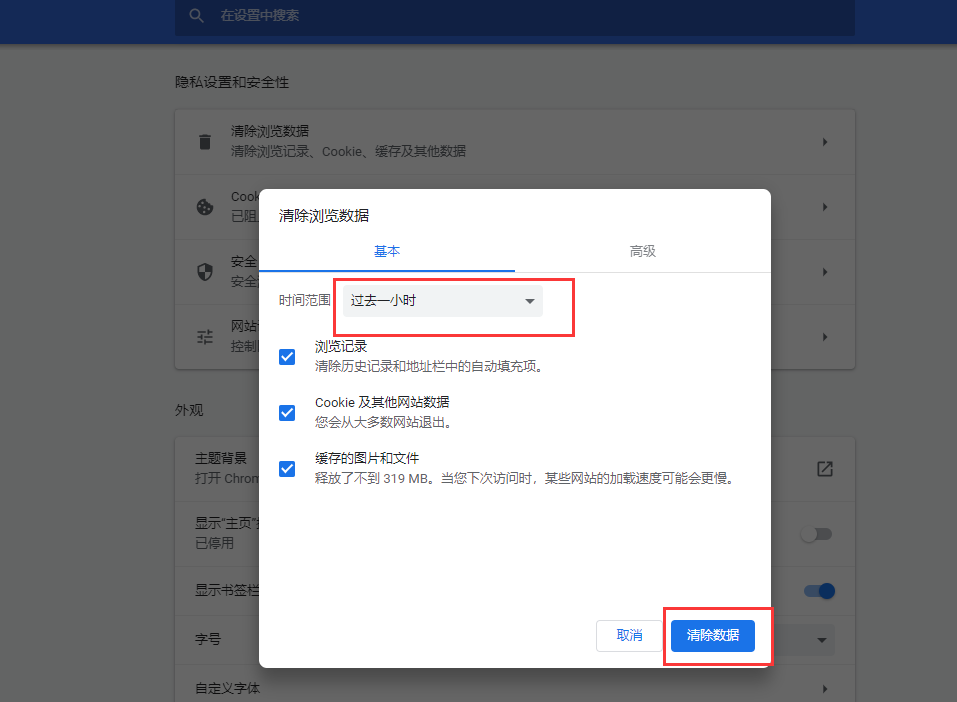 在设置中搜索
隐私设置和安全性
清除浏览数据
清除浏览记录、Cookie、缓存及其他数据
Cook
已阻
清除浏览数据
基本
高级
安全
安全
时间范围
过去一小时
网站
控制
浏览记录
清除历史记录和地址栏中的自动填充项。
Cookie 及其他网站数据
您会从大多数网站退出。
外观
缓存的图片和文件
释放了不到 319 MB。当您下次访问时，某些网站的加载速度可能会更慢。
主题背景
打开 Chrom
显示“主页”
已停用
显示书签栏
字号
取消
清除数据
自定义字体